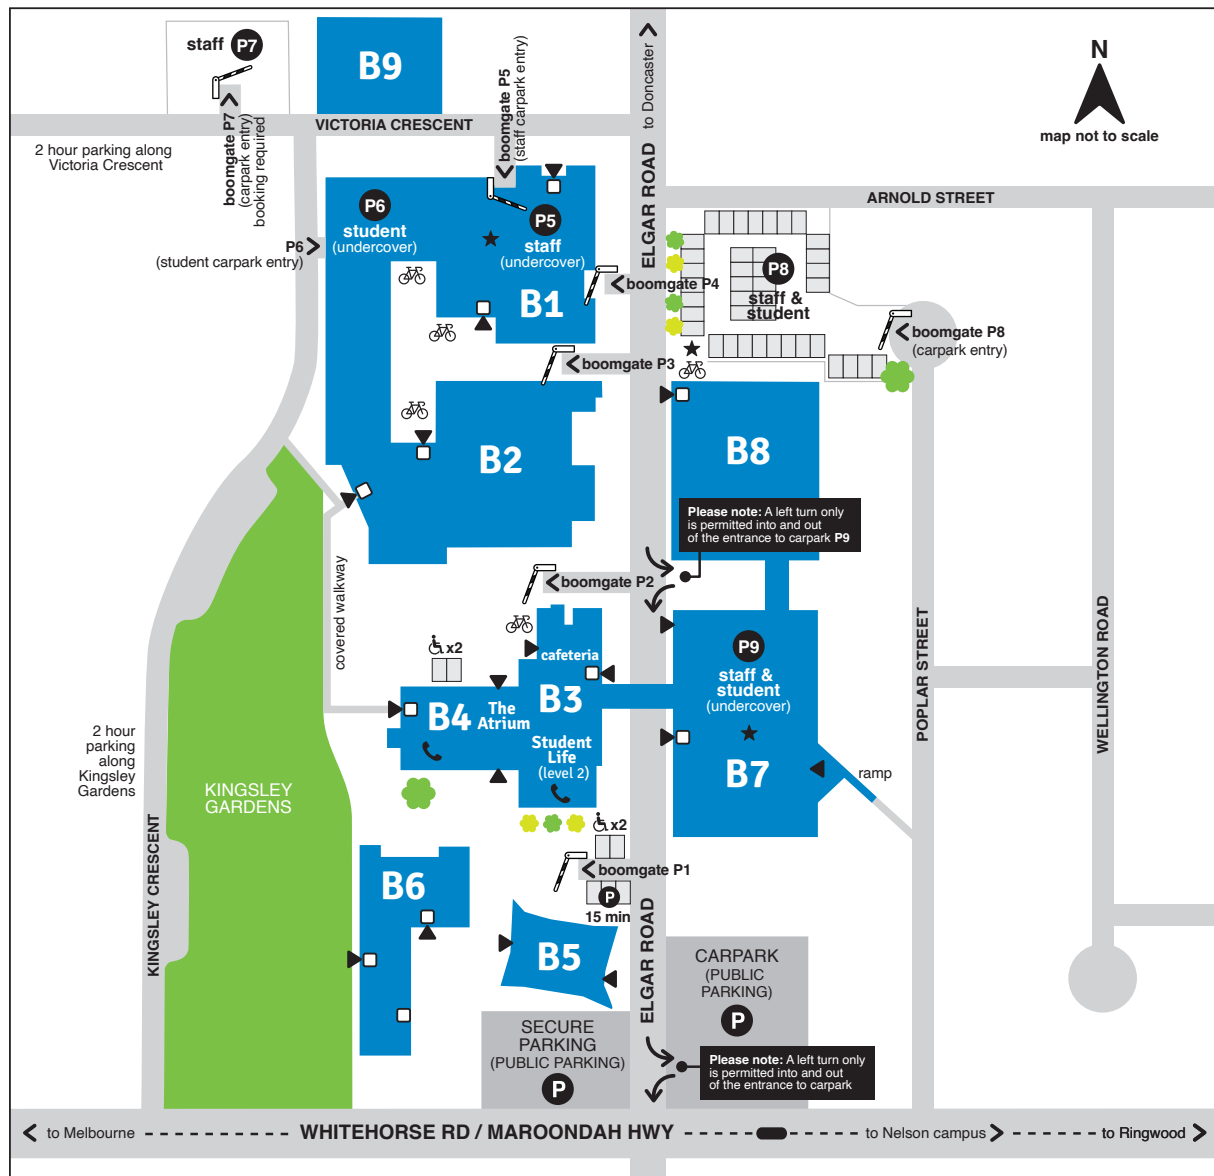 staff P7
B9
boomgate P7
(carpark entry)
booking required
boomgate P5
(staff carpark entry)
to Doncaster
N
map not to scale
VICTORIA CRESCENT
2 hour parking along
Victoria Crescent
ELGAR ROAD
ARNOLD STREET
P6
student
(undercover)
P5
staff
(undercover)
P6
(student carpark entry)
B1
boomgate P4
P8
staff &
student
boomgate P8
(carpark entry)
boomgate P3
B2
B8
Please note: A left turn only
is permitted into and out
of the entrance to carpark P9
covered walkway
boomgate P2
POPLAR STREET
WELLINGTON ROAD
x2
cafeteria
P9
staff &
student
(undercover)
B4
The
Atrium
B3
Student
Life
(level 2)
B7
ramp
2 hour
parking
along
Kingsley
Gardens
KINGSLEY
GARDENS
KINGSLEY CRESCENT
x2
boomgate P1
P
15 min
B6
B5
ELGAR ROAD
CARPARK
(PUBLIC
PARKING)
P
SECURE
PARKING
(PUBLIC PARKING)
P
Please note: A left turn only
is permitted into and out
of the entrance to carpark
to Melbourne
WHITEHORSE RD / MAROONDAH HWY
to Nelson campus
to Ringwood